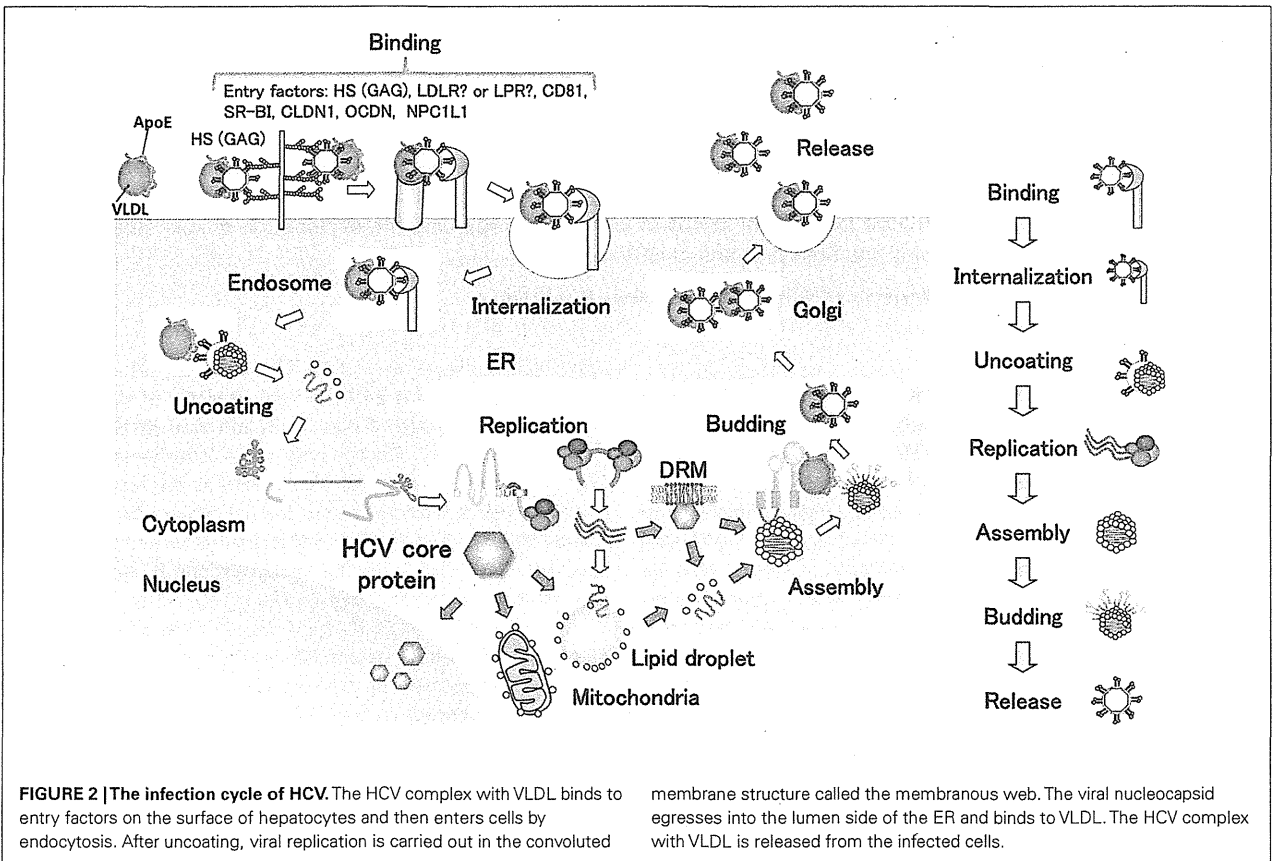 Binding
Entry factors: HS (GAG), LDLR? or LPR?, CD81,
SR-BI, CLDN1, OCDN, NPC1L1
ApoE
HS (GAG)
VLDL
Release
Endosome
Internalization
Golgi
ER
Uncoating
Replication
Budding
DRM
Cytoplasm
HCV core
protein
Nucleus
Assembly
Lipid droplet
Mitochondria
Binding
Internalization
Uncoating
Replication
Assembly
Budding
Release
FIGURE 2 | The infection cycle of HCV. The HCV complex with VLDL binds to
entry factors on the surface of hepatocytes and then enters cells by
endocytosis. After uncoating, viral replication is carried out in the convoluted
membrane structure called the membranous web. The viral nucleocapsid
egresses into the lumen side of the ER and binds to VLDL. The HCV complex
with VLDL is released from the infected cells.